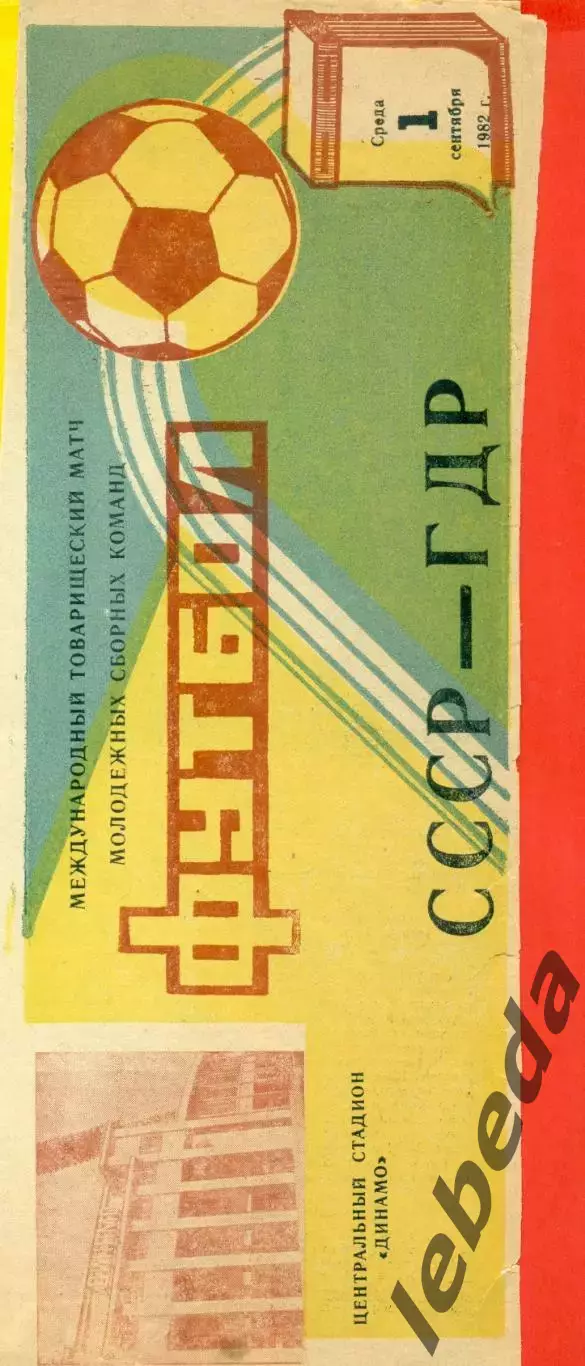 Среда
1
сентября
1982 г.
МЕЖДУНАРОДНЫЙ ТОВАРИЩЕСКИЙ МАТЧ
МОЛОДЕЖНЫХ СБОРНЫХ КОМАНД
ФУТБОЛ
СССР—ГДР
ЦЕНТРАЛЬНЫЙ СТАДИОН
«ДИНАМО»
lebeda